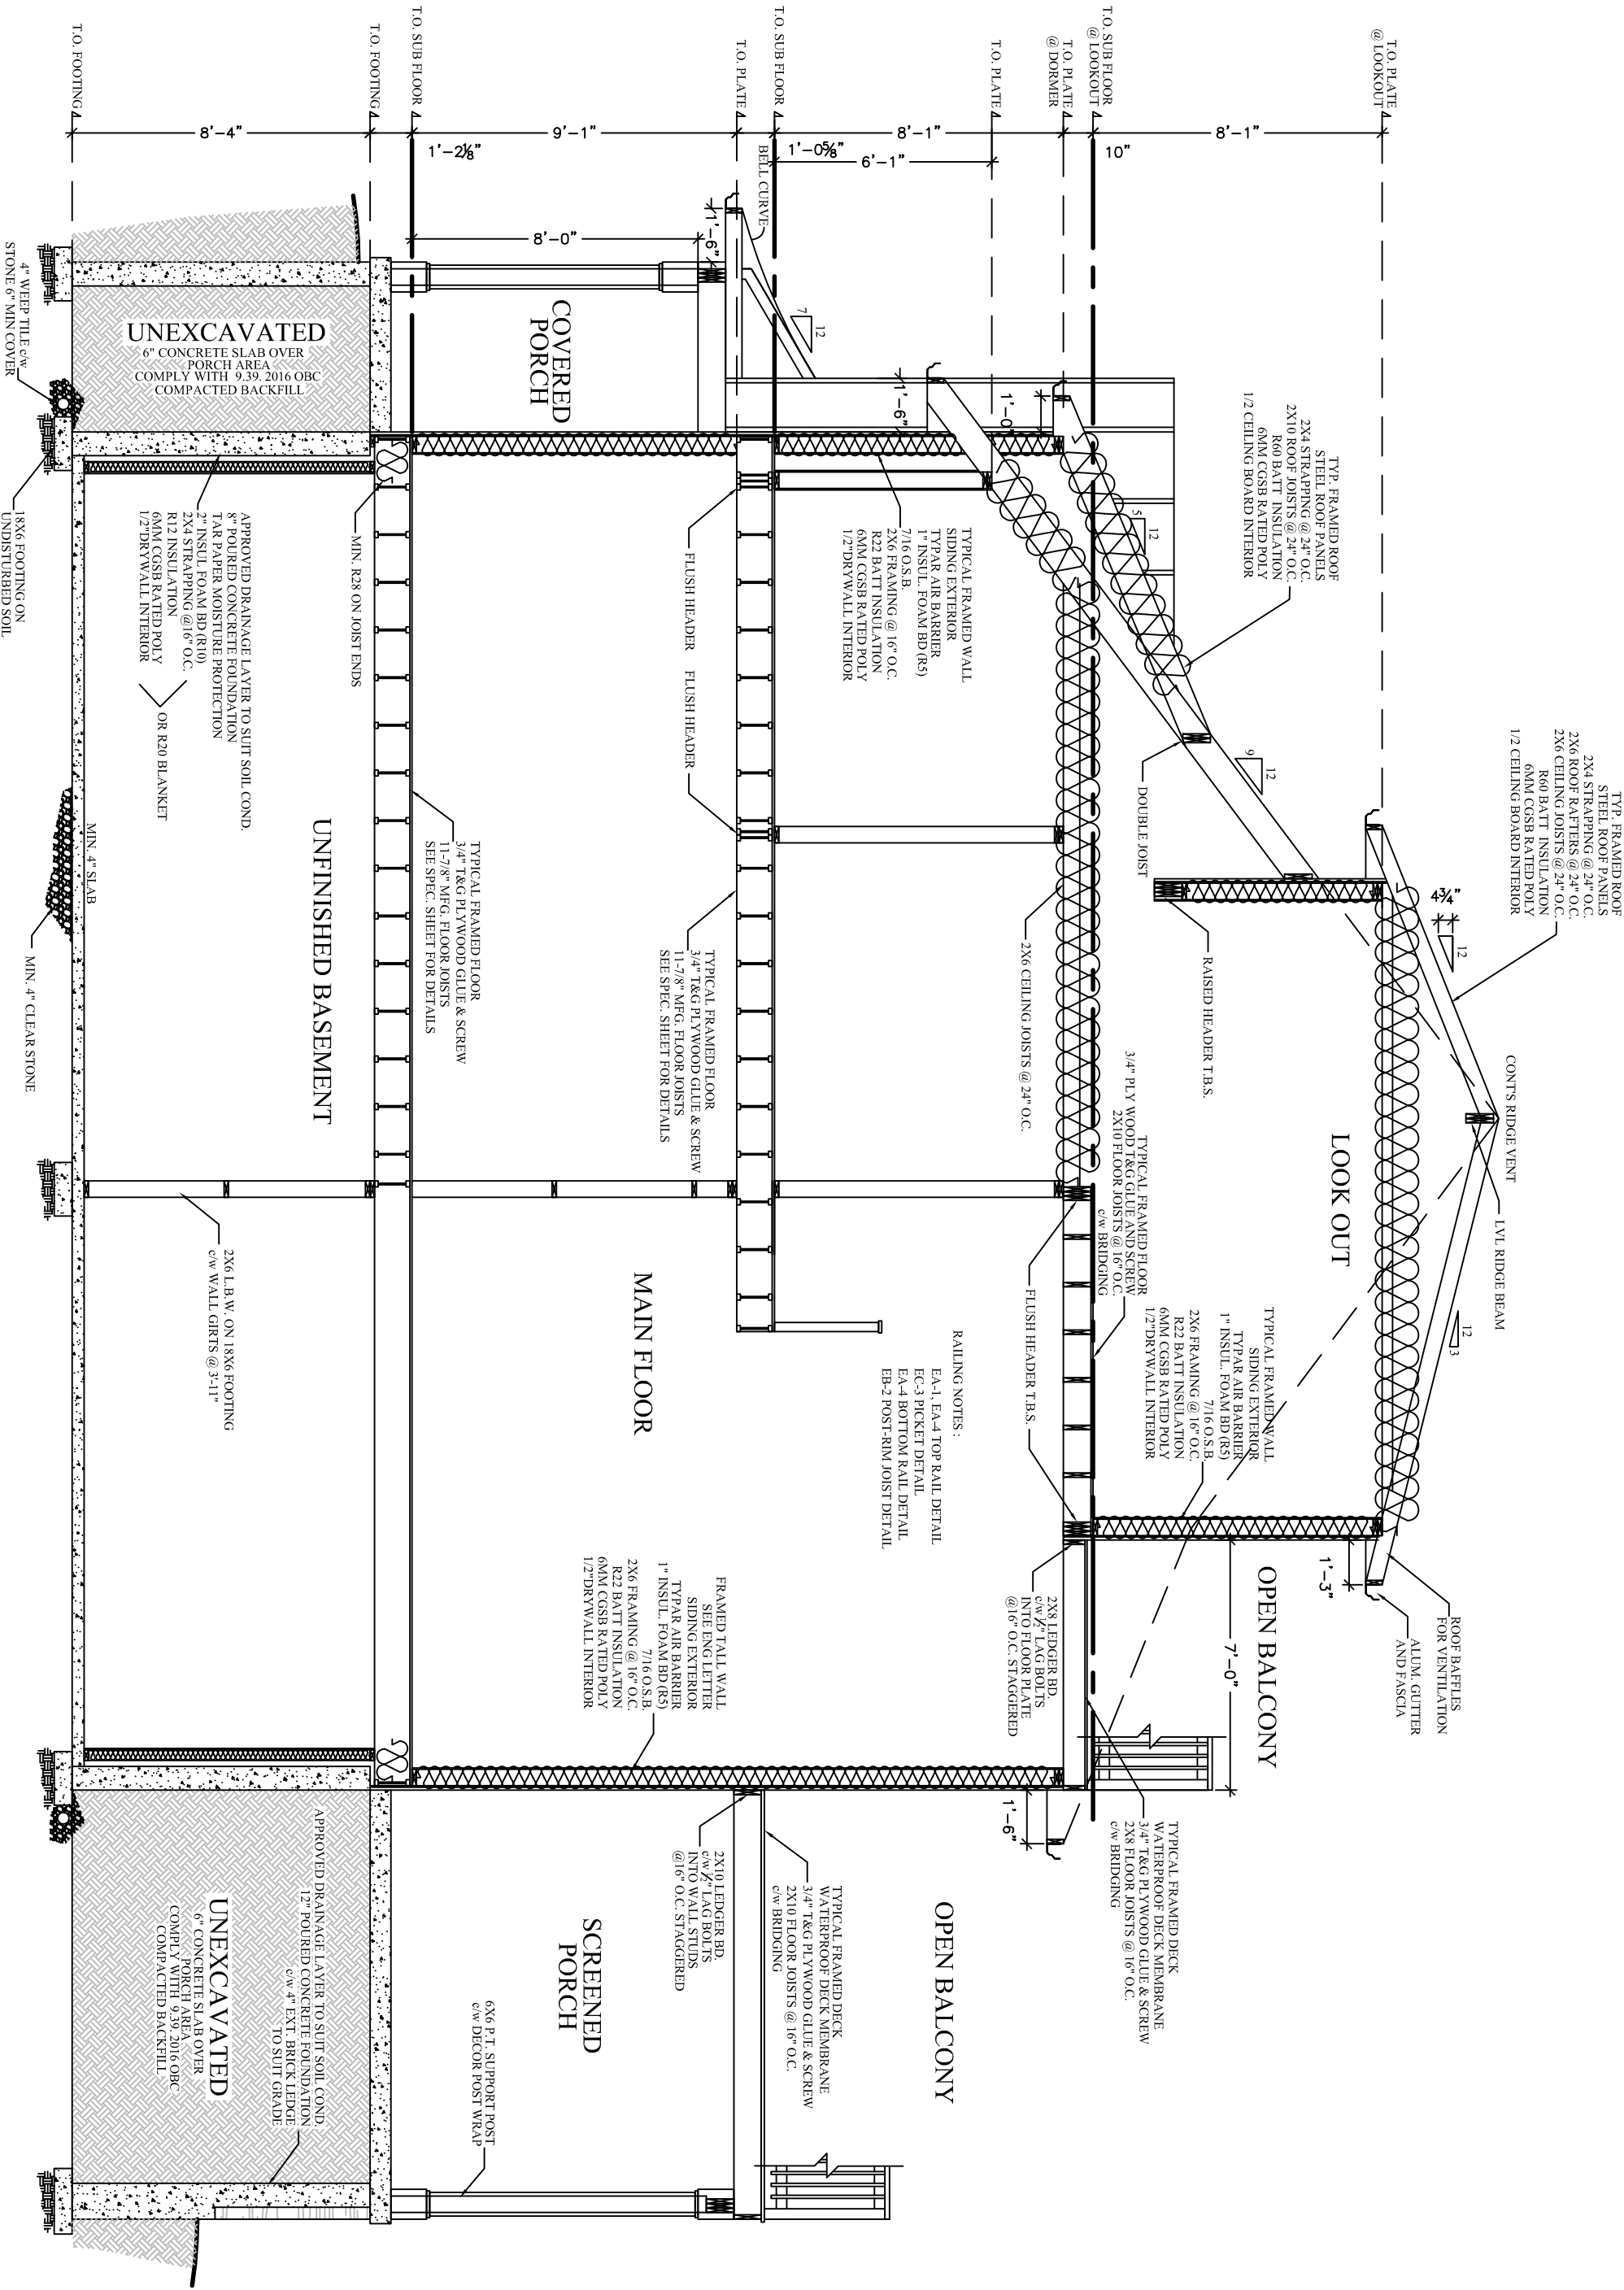 TYP. FRAMED ROOF
STEEL ROOF PANELS
2X4 STRAPPING @ 24" O.C.
2X6 ROOF RAFTERS @ 24" O.C.
2X6 CEILING JOISTS @ 24" O.C.
R60 BATT INSULATION
6MM CGSB RATED POLY
1/2 CEILING BOARD INTERIOR
CONT'S RIDGE VENT
LVL RIDGE BEAM
ROOF BAFFLES
FOR VENTILATION
ALUM. GUTTER
AND FASCIA
4¾"
12
12
3
1'-3"
T.O. PLATE
@ LOOKOUT
8'-1"
TYP. FRAMED ROOF
STEEL ROOF PANELS
2X4 STRAPPING @ 24" O.C.
2X10 ROOF JOISTS @ 24" O.C.
R60 BATT INSULATION
6MM CGSB RATED POLY
1/2 CEILING BOARD INTERIOR
12
9
12
5
DOUBLE JOIST
RAISED HEADER T.B.S.
LOOK OUT
TYPICAL FRAMED WALL
SIDING EXTERIOR
TYPAR AIR BARRIER
1" INSUL. FOAM BD (R5)
7/16 O.S.B.
2X6 FRAMING @ 16" O.C.
R22 BATT INSULATION
6MM CGSB RATED POLY
1/2"DRYWALL INTERIOR
OPEN BALCONY
7'-0"
TYPICAL FRAMED FLOOR
3/4" PLY WOOD T&G GLUE AND SCREW
2X10 FLOOR JOISTS @ 16" O.C.
c/w BRIDGING
TYPICAL FRAMED DECK
WATERPROOF DECK MEMBRANE
3/4" T&G PLYWOOD GLUE & SCREW
2X8 FLOOR JOISTS @ 16" O.C.
c/w BRIDGING
T.O. SUB FLOOR
@ LOOKOUT
10"
T.O. PLATE
@ DORMER
1'-0"
2X6 CEILING JOISTS @ 24" O.C.
FLUSH HEADER T.B.S.
2X8 LEDGER BD.
c/w ½" LAG BOLTS
INTO FLOOR PLATE
@16" O.C. STAGGERED
1'-6"
T.O. PLATE
8'-1"
6'-1"
1'-6"
TYPICAL FRAMED WALL
SIDING EXTERIOR
TYPAR AIR BARRIER
1" INSUL. FOAM BD (R5)
7/16 O.S.B.
2X6 FRAMING @ 16" O.C.
R22 BATT INSULATION
6MM CGSB RATED POLY
1/2"DRYWALL INTERIOR
RAILING NOTES :
EA-1, EA-4 TOP RAIL DETAIL
EC-3 PICKET DETAIL
EA-4 BOTTOM RAIL DETAIL
EB-2 POST-RIM JOIST DETAIL
OPEN BALCONY
TYPICAL FRAMED DECK
WATERPROOF DECK MEMBRANE
3/4" T&G PLYWOOD GLUE & SCREW
2X10 FLOOR JOISTS @ 16" O.C.
c/w BRIDGING
12
7
T.O. SUB FLOOR
1'-0⅝"
BELL CURVE
T.O. PLATE
1'-6"
FLUSH HEADER
FLUSH HEADER
TYPICAL FRAMED FLOOR
3/4" T&G PLYWOOD GLUE & SCREW
11-7/8" MFG. FLOOR JOISTS
SEE SPEC. SHEET FOR DETAILS
FRAMED TALL WALL
SEE ENG LETTER
SIDING EXTERIOR
TYPAR AIR BARRIER
1" INSUL. FOAM BD (R5)
7/16 O.S.B.
2X6 FRAMING @ 16" O.C.
R22 BATT INSULATION
6MM CGSB RATED POLY
1/2"DRYWALL INTERIOR
2X10 LEDGER BD.
c/w ½" LAG BOLTS
INTO WALL STUDS
@16" O.C. STAGGERED
9'-1"
8'-0"
COVERED
PORCH
MAIN FLOOR
SCREENED
PORCH
6X6 P.T. SUPPORT POST
c/w DECOR POST WRAP
TYPICAL FRAMED FLOOR
3/4" T&G PLYWOOD GLUE & SCREW
11-7/8" MFG. FLOOR JOISTS
SEE SPEC. SHEET FOR DETAILS
T.O. SUB FLOOR
1'-2⅛"
T.O. FOOTING
MIN. R28 ON JOIST ENDS
UNFINISHED BASEMENT
8'-4"
UNEXCAVATED
6" CONCRETE SLAB OVER
PORCH AREA
COMPLY WITH 9.39. 2016 OBC
COMPACTED BACKFILL
APPROVED DRAINAGE LAYER TO SUIT SOIL COND.
8" POURED CONCRETE FOUNDATION
TAR PAPER MOISTURE PROTECTION
2" INSUL FOAM BD (R10)
2X4 STRAPPING @16" O.C.
R12 INSULATION
6MM CGSB RATED POLY
1/2"DRYWALL INTERIOR
OR R20 BLANKET
2X6 L.B.W. ON 18X6 FOOTING
c/w WALL GIRTS @ 3'-11"
APPROVED DRAINAGE LAYER TO SUIT SOIL COND.
12" POURED CONCRETE FOUNDATION
c/w 4" EXT. BRICK LEDGE
TO SUIT GRADE
UNEXCAVATED
6" CONCRETE SLAB OVER
PORCH AREA
COMPLY WITH 9.39. 2016 OBC
COMPACTED BACKFILL
MIN. 4" SLAB
MIN. 4" CLEAR STONE
T.O. FOOTING
4" WEEP TILE c/w
STONE 6" MIN COVER
18X6 FOOTING ON
UNDISTURBED SOIL